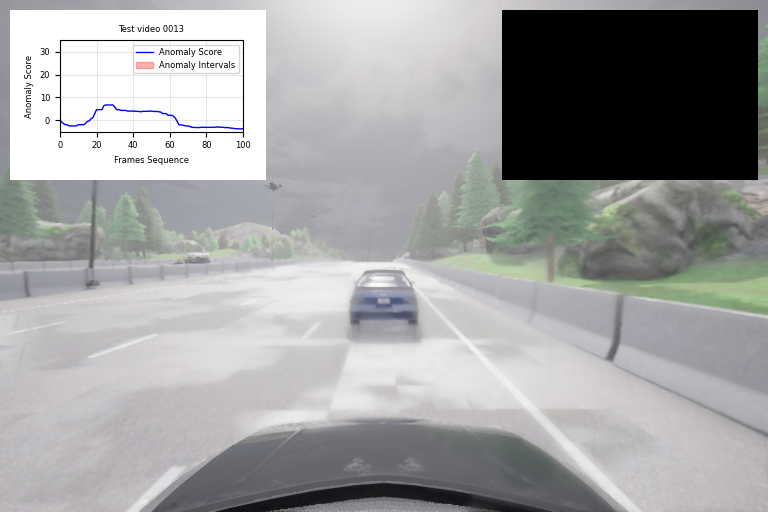 Test video 0013
Anomaly Score
Anomaly Intervals
Anomaly Score
30
20
10
0
0 20 40 60 80 100
Frames Sequence